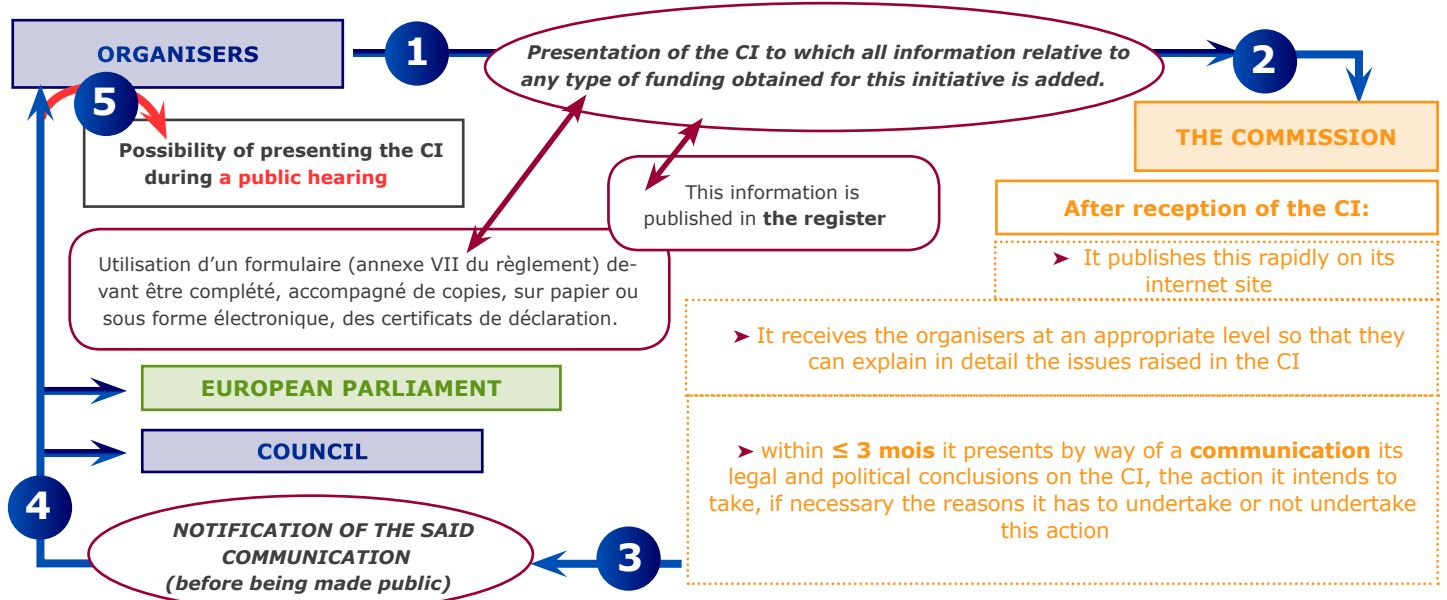 ORGANISERS
1
Presentation of the CI to which all information relative to
any type of funding obtained for this initiative is added.
2
THE COMMISSION
5
Possibility of presenting the CI
during a public hearing
This information is
published in the register
After reception of the CI:
➤ It publishes this rapidly on its
internet site
Utilisation d’un formulaire (annexe VII du règlement) de-
vant être complété, accompagné de copies, sur papier ou
sous forme électronique, des certificats de déclaration.
➤ It receives the organisers at an appropriate level so that they
can explain in detail the issues raised in the CI
EUROPEAN PARLIAMENT
COUNCIL
➤ within ≤ 3 mois it presents by way of a communication its
legal and political conclusions on the CI, the action it intends to
take, if necessary the reasons it has to undertake or not undertake
this action
4
NOTIFICATION OF THE SAID
COMMUNICATION
(before being made public)
3